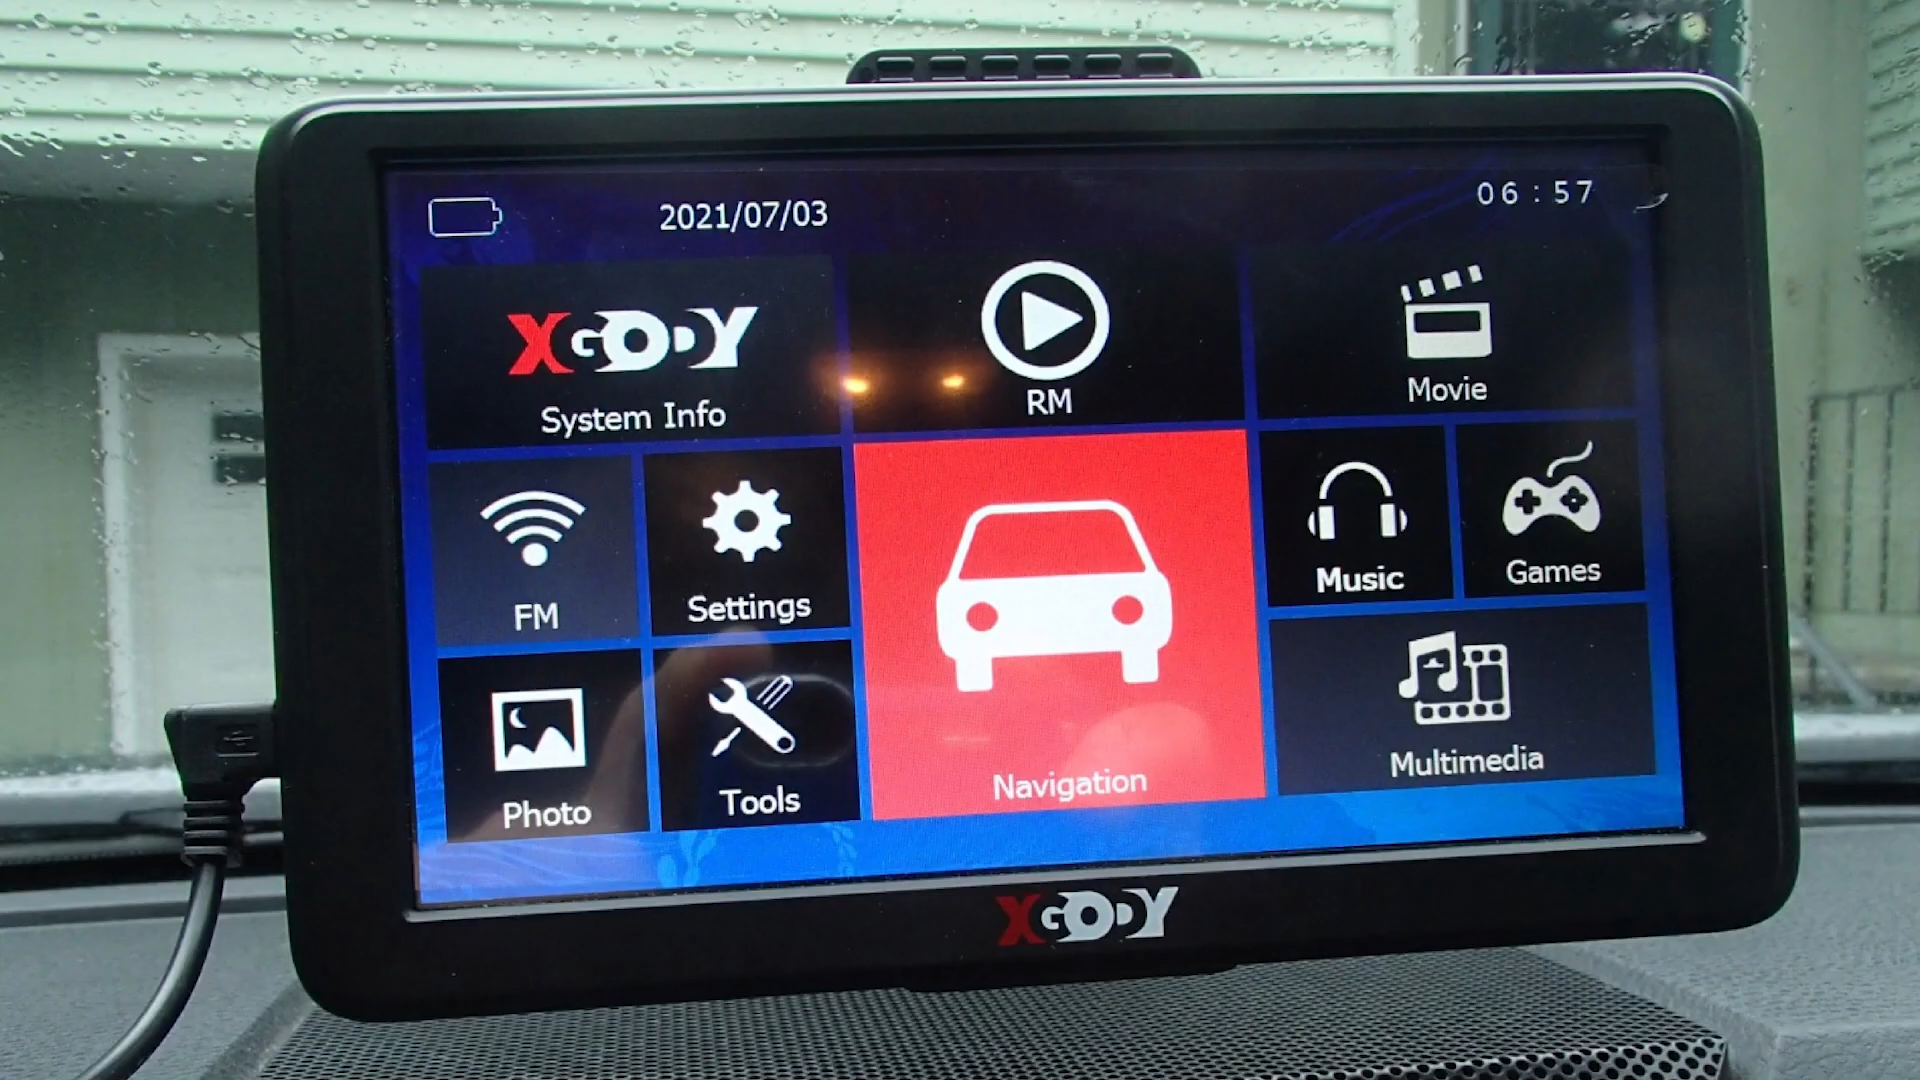 2021/07/03
06:57
XGODY
System Info
RM
Movie
FM
Settings
Music
Games
Photo
Tools
Navigation
Multimedia
XGODY